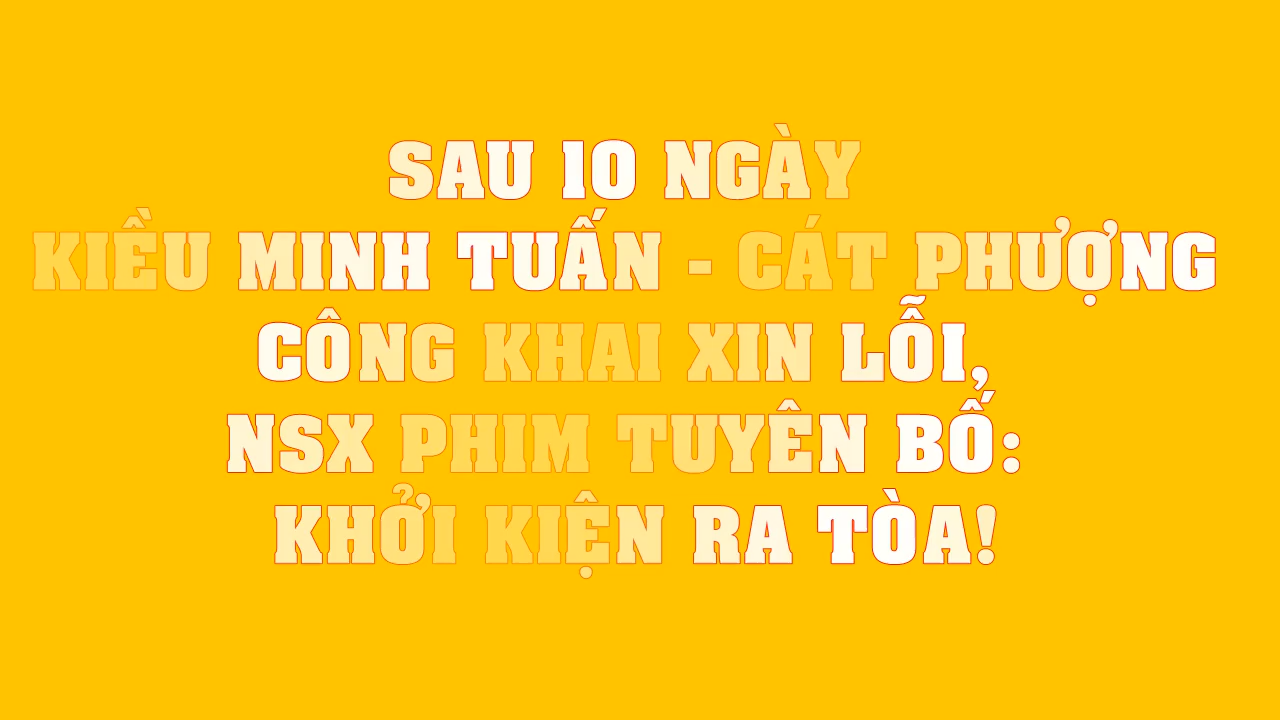 SAU 10 NGÀY
KIỀU MINH TUẤN - CÁT PHƯỢNG
CÔNG KHAI XIN LỖI,
NSX PHIM TUYÊN BỐ:
KHỞI KIỆN RA TÒA!